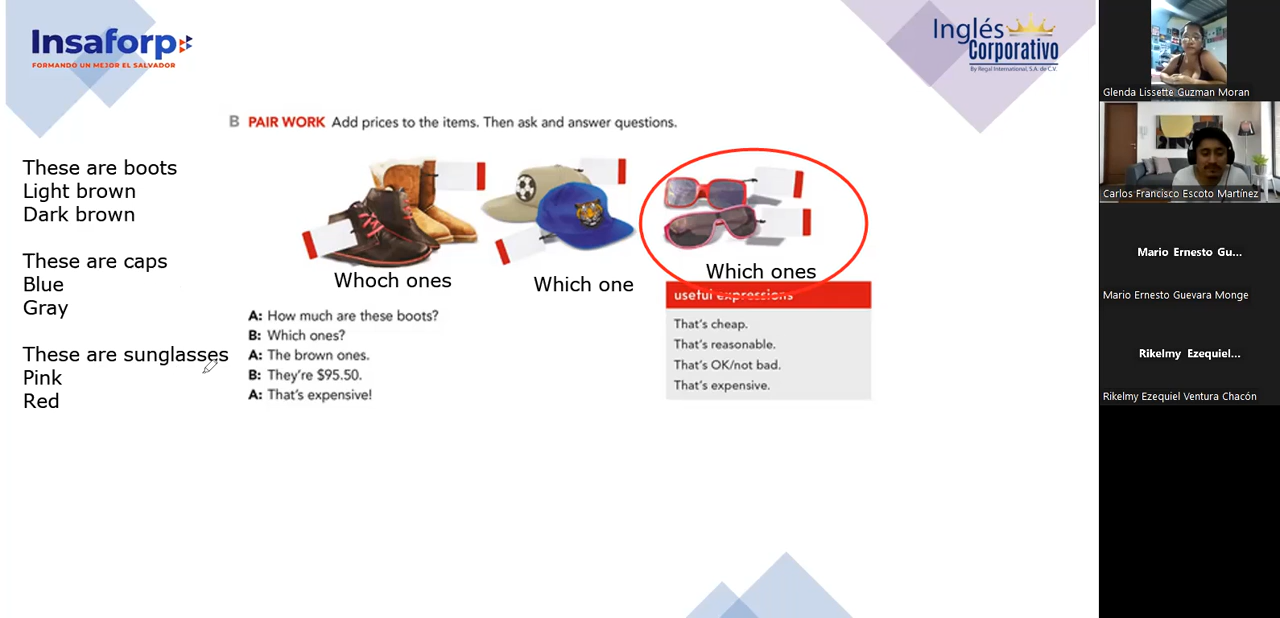 Insaforp
FORMANDO UN MEJOR EL SALVADOR
Inglés
Corporativo
By Regal International, S.A. de C.V.
B PAIR WORK Add prices to the items. Then ask and answer questions.
These are boots
Light brown
Dark brown
These are caps
Blue
Gray
These are sunglasses
Pink
Red
Whoch ones
Which one
Which ones
A: How much are these boots?
B: Which ones?
A: The brown ones.
B: They're $95.50.
A: That's expensive!
useful expressions
That's cheap.
That's reasonable.
That's OK/not bad.
That's expensive.
Glenda Lissette Guzman Moran
Carlos Francisco Escoto Martínez
Mario Ernesto Gu...
Mario Ernesto Guevara Monge
Rikelmy Ezequiel...
Rikelmy Ezequiel Ventura Chacón